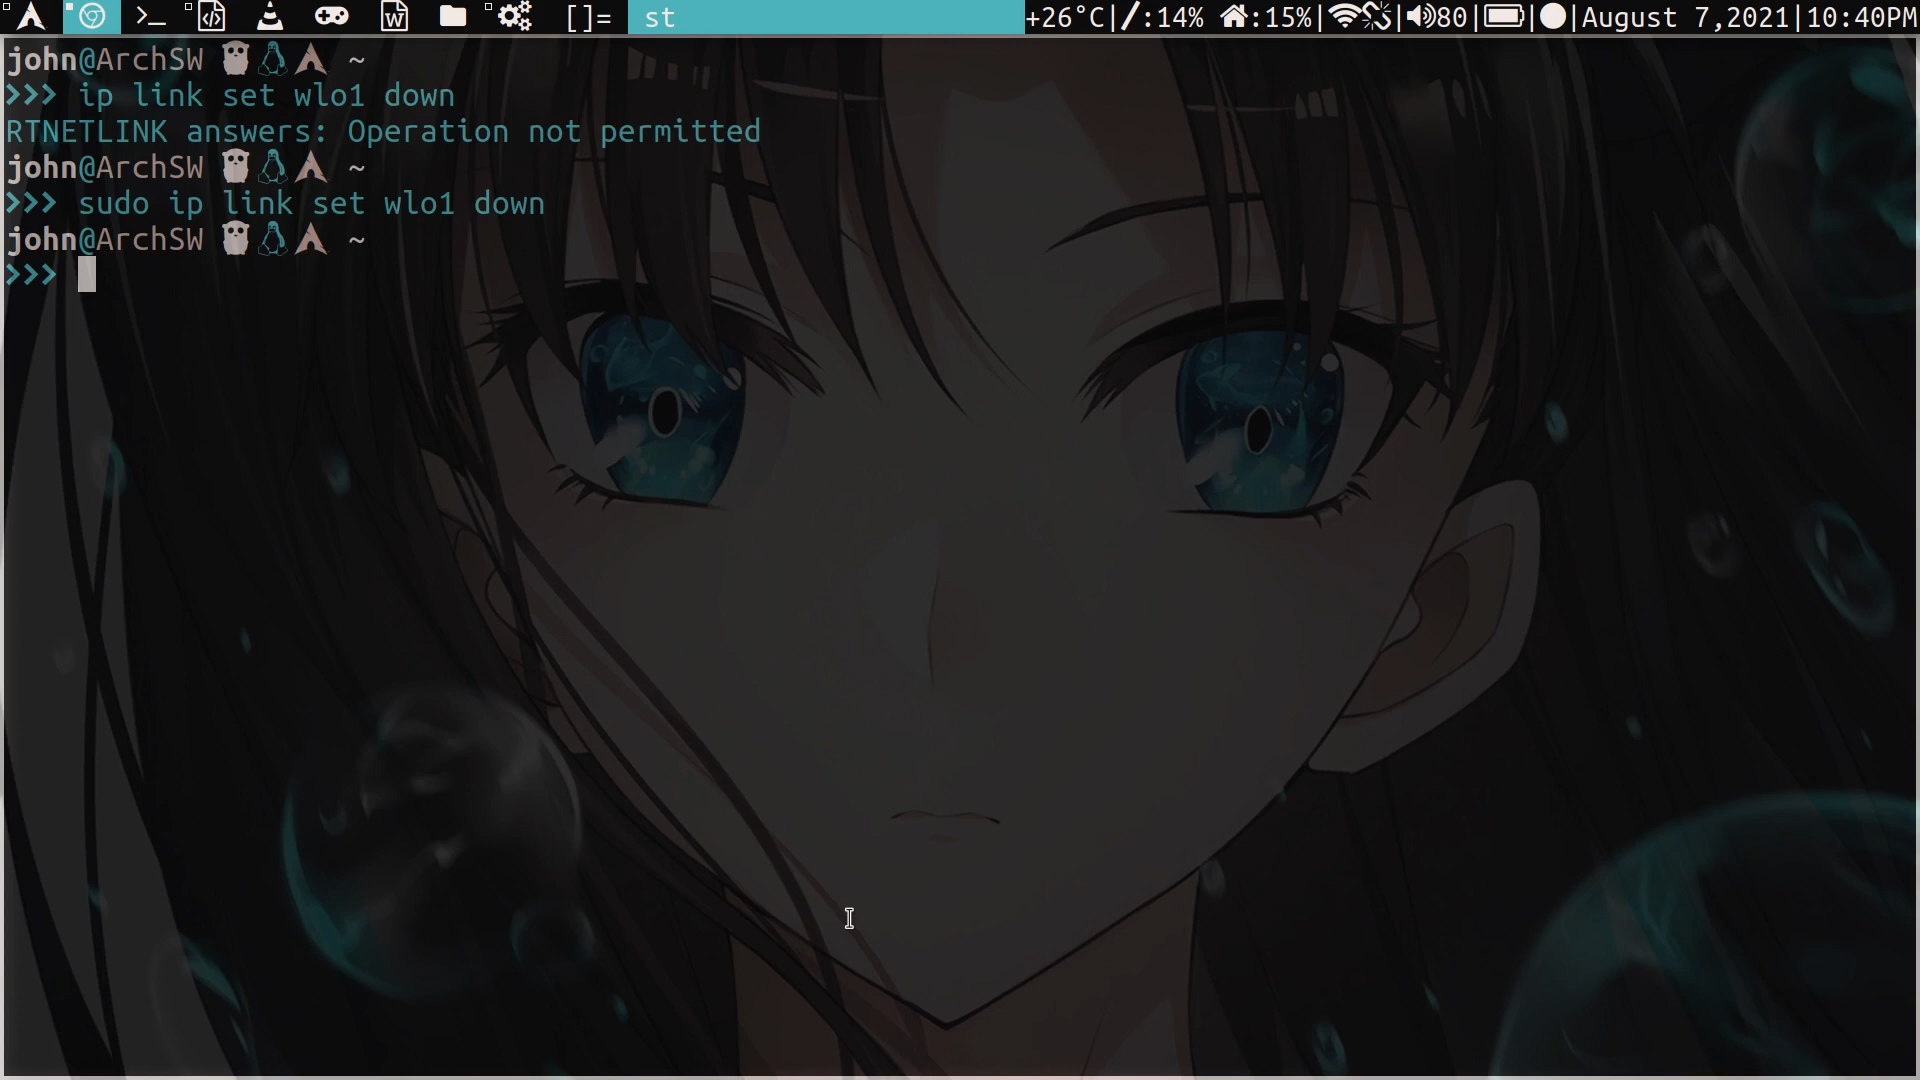 []= st +26°C|/:14% :15%| | 80| | |August 7,2021|10:40PM
john@ArchSW ~
>>> ip link set wlo1 down
RTNETLINK answers: Operation not permitted
john@ArchSW ~
>>> sudo ip link set wlo1 down
john@ArchSW ~
>>>